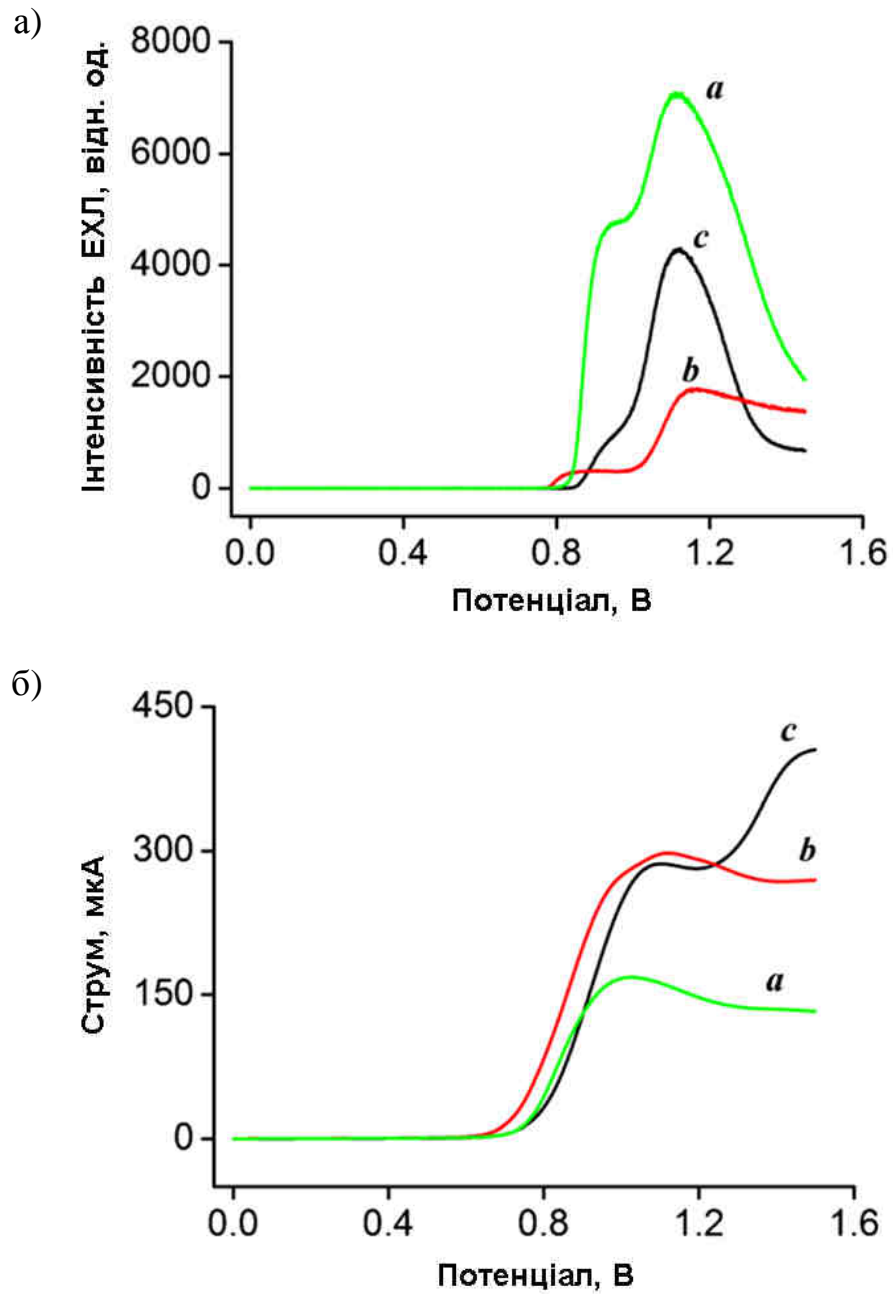 а)
Інтенсивність ЕХЛ, відн. од.
8000
6000
4000
2000
0
a
c
b
0.0 0.4 0.8 1.2 1.6
Потенціал, В
б)
Струм, мкА
450
300
150
0
c
b
a
0.0 0.4 0.8 1.2 1.6
Потенціал, В